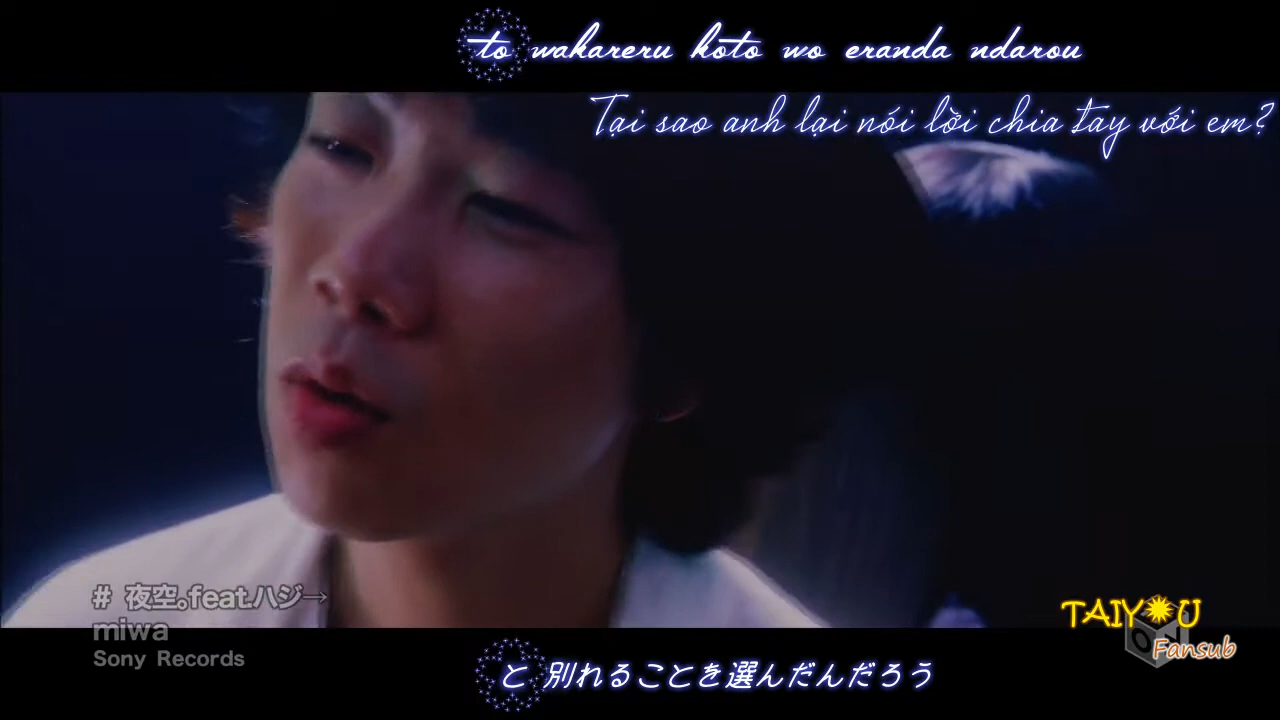 to wakareru koto wo eranda ndarou
Tại sao anh lại nói lời chia tay với em?
# 夜空。feat.ハジ→
miwa
Sony Records
TAIYOU
Fansub
と 別れることを選んだんだろう